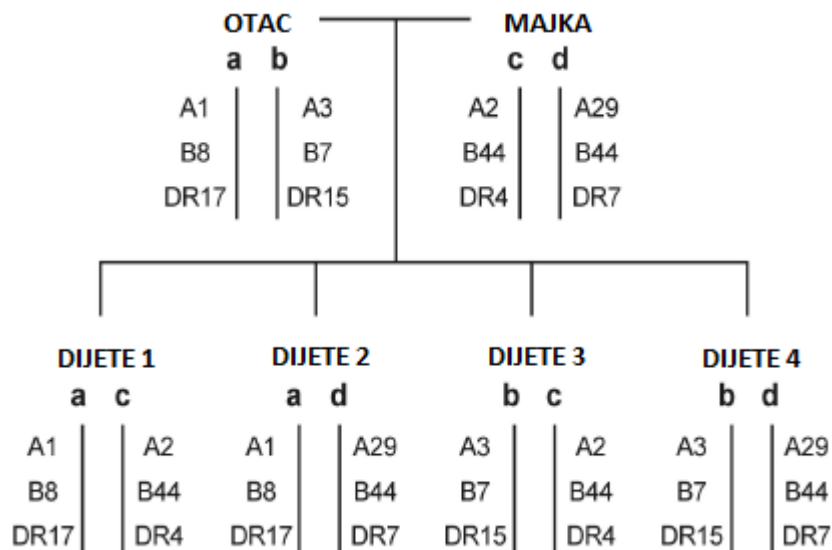 OTAC MAJKA
a b c d
A1 A3 A2 A29
B8 B7 B44 B44
DR17 DR15 DR4 DR7
DIJETE 1 DIJETE 2 DIJETE 3 DIJETE 4
a c a d b c b d
A1 A2 A1 A29 A3 A2 A3 A29
B8 B44 B8 B44 B7 B44 B7 B44
DR17 DR4 DR17 DR7 DR15 DR4 DR15 DR7